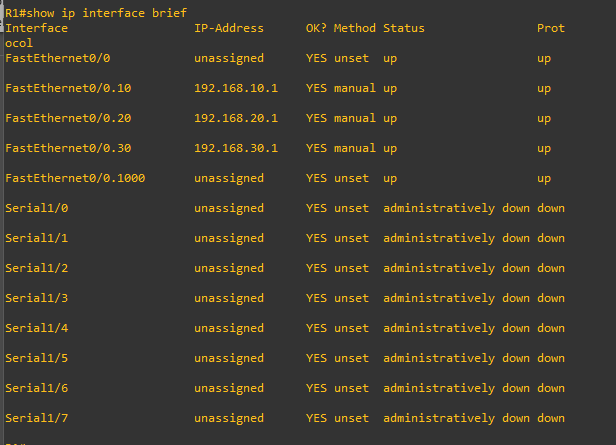 R1#show ip interface brief
Interface IP-Address OK? Method Status Prot
ocol
FastEthernet0/0 unassigned YES unset up up
FastEthernet0/0.10 192.168.10.1 YES manual up up
FastEthernet0/0.20 192.168.20.1 YES manual up up
FastEthernet0/0.30 192.168.30.1 YES manual up up
FastEthernet0/0.1000 unassigned YES unset up up
Serial1/0 unassigned YES unset administratively down down
Serial1/1 unassigned YES unset administratively down down
Serial1/2 unassigned YES unset administratively down down
Serial1/3 unassigned YES unset administratively down down
Serial1/4 unassigned YES unset administratively down down
Serial1/5 unassigned YES unset administratively down down
Serial1/6 unassigned YES unset administratively down down
Serial1/7 unassigned YES unset administratively down down